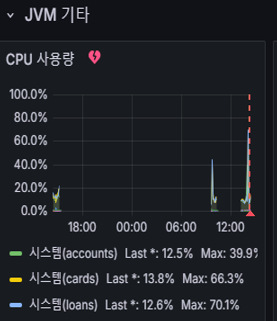 JVM 기타
CPU 사용량
100.0%
80.0%
60.0%
40.0%
20.0%
0.0%
18:00 00:00 06:00 12:00
시스템(accounts) Last *: 12.5% Max: 39.9%
시스템(cards) Last *: 13.8% Max: 66.3%
시스템(loans) Last *: 12.6% Max: 70.1%